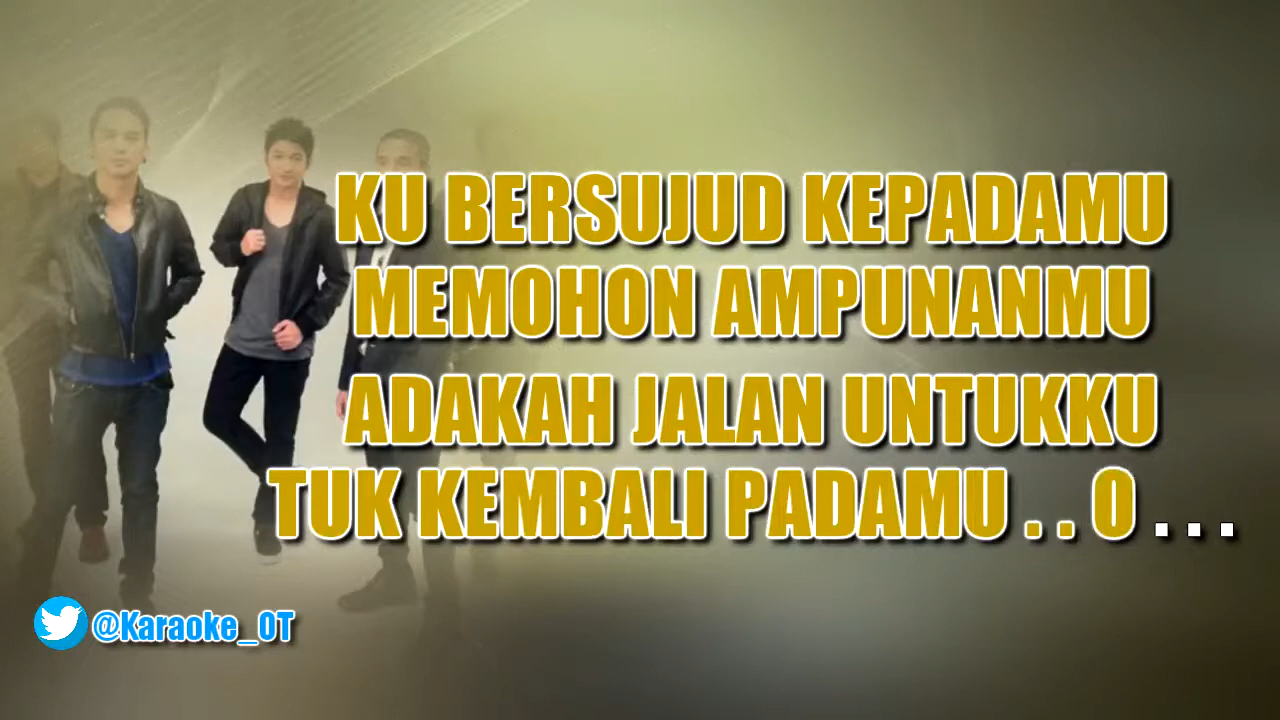 KU BERSUJUD KEPADAMU
MEMOHON AMPUNANMU
ADAKAH JALAN UNTUKKU
TUK KEMBALI PADAMU . . O . . .
@Karaoke_OT